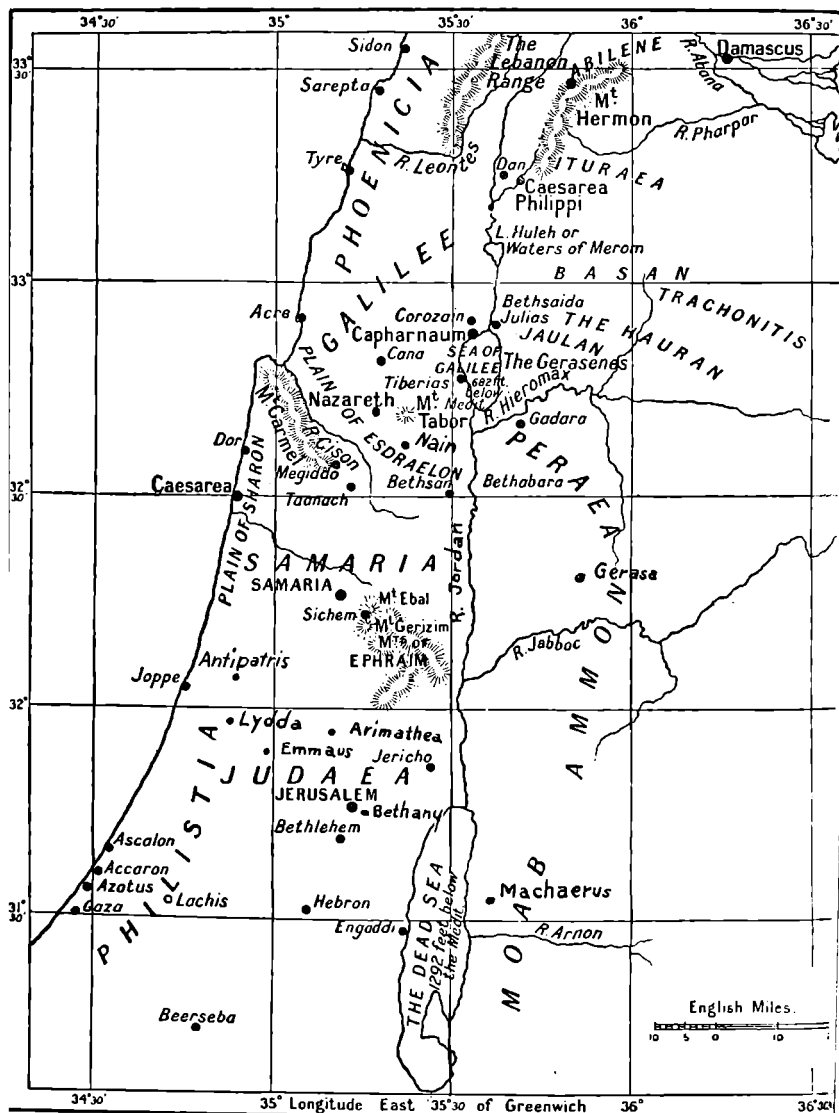 34°30'
35°
35°30'
36°
36°30'
Sidon
The
Lebanon
Range
ABILENE
R. Abana
Damascus
33°
30'
Sarepta
Mt
Hermon
R. Pharpar
PHOENICIA
Tyre
R. Leontes
Dan
ITURAEA
Caesarea
Philippi
L. Huleh or
Waters of Merom
33°
GALILEE
BASAN
TRACHONITIS
Acre
Corozain
Bethsaida
Julias
THE HAURAN
Capharnaum
JAULAN
Cana
SEA OF
GALILEE
682 ft.
below
Medit.
The Gerasenes
Tiberias
PLAIN OF ESDRAELON
Nazareth
Mt
Tabor
R. Hieromax
Mt Carmel
R. Cison
Nain
Gadara
Dor
Megiddo
PERAEA
Taanach
Bethsan
Bethabara
32°
30'
Caesarea
PLAIN OF SHARON
R. Jordan
SAMARIA
SAMARIA
Gerasa
Mt Ebal
Sichem
Mt Gerizim
Mts of
EPHRAIM
R. Jabboc
Antipatris
Joppe
32°
AMMON
Lydda
Arimathea
Emmaus
Jericho
JUDAEA
JERUSALEM
Bethany
Bethlehem
PHILISTIA
Ascalon
Accaron
Azotus
Lachis
Gaza
Hebron
Machaerus
31°
30'
Engaddi
THE DEAD SEA
1292 feet below
the Medit.
R. Arnon
MOAB
Beerseba
English Miles.
10
5
0
10
31°
34°30'
35°
Longitude East
35°30'
of Greenwich
36°
36°30'